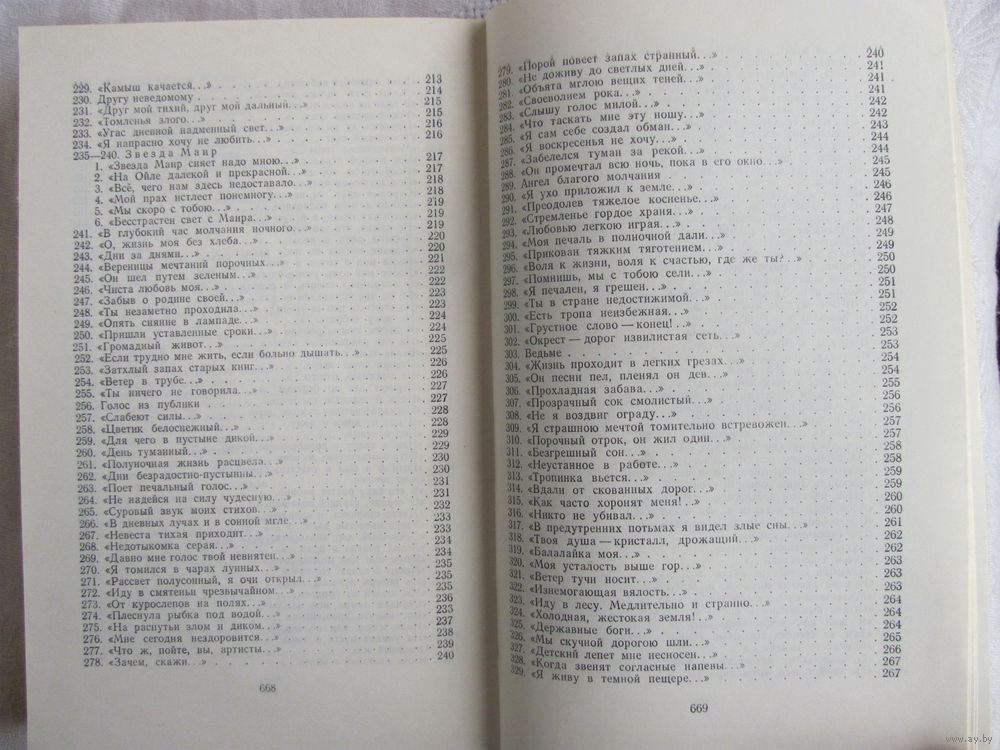 229. «Камыш качается. . .» 213
230. Другу неведомому 214
231. «Друг мой тихий, друг мой дальный. . .» 215
232. «Томленья злого. . .» 215
233. «Угас дневной надменный свет. . .» 216
234. «Я напрасно хочу не любить. . .» 216
235—240. Звезда Маир
1. «Звезда Маир сияет надо мною. . .» 217
2. «На Ойле далекой и прекрасной. . .» 217
3. «Всё, чего нам здесь недоставало. . .» 218
4. «Мой прах истлеет понемногу. . .» 218
5. «Мы скоро с тобою. . .» 219
6. «Бесстрастен свет с Маира. . .» 219
241. «В глубокий час молчания ночного. . .» 219
242. «О, жизнь моя без хлеба. . .» 220
243. «Дни за днями. . .» 220
244. «Вереницы мечтаний порочных. . .» 221
245. «Он шел путем зеленым. . .» 222
246. «Чиста любовь моя. . .» 222
247. «Забыв о родине своей. . .» 223
248. «Ты незаметно проходила. . .» 223
249. «Опять сияние в лампаде. . .» 224
250. «Пришли уставленные сроки. . .» 224
251. «Громадный живот. . .» 225
252. «Если трудно мне жить, если больно дышать. . .» 225
253. «Затхлый запах старых книг. . .» 226
254. «Ветер в трубе. . .» 226
255. «Ты ничего не говорила. . .» 227
256. Голос из публики 227
257. «Слабеют силы. . .» 228
258. «Цветик белоснежный. . .» 228
259. «Для чего в пустыне дикой. . .» 229
260. «День туманный. . .» 229
261. «Полуночная жизнь расцвела. . .» 230
262. «Дни безрадостно-пустынны. . .» 230
263. «Поет печальный голос. . .» 231
264. «Не надейся на силу чудесную. . .» 231
265. «Суровый звук моих стихов. . .» 232
266. «В дневных лучах и в сонной мгле. . .» 233
267. «Невеста тихая приходит. . .» 233
268. «Недотыкомка серая. . .» 234
269. «Давно мне голос твой невнятен. . .» 234
270. «Я томился в чарах лунных. . .» 235
271. «Рассвет полусонный, я очи открыл. . .» 235
272. «Иду в смятеньи чрезвычайном. . .» 235
273. «От курослепов на полях. . .» 236
274. «Плеснула рыбка под водой. . .» 233
275. «На распутьи злом и диком. . .» 237
276. «Мне сегодня нездоровится. . .» 238
277. «Что ж, пойте, вы, артисты. . .» 239
278. «Зачем, скажи. . .» 240
668
279. «Порой повеет запах странный. . .» 240
280. «Не доживу до светлых дней. . .» 241
281. «Объята мглою вещих теней. . .» 241
282. «Своеволием рока. . .» 241
283. «Слышу голос милой. . .» 242
284. «Что таскать мне эту ношу. . .» 242
285. «Я сам себе создал обман. . .» 243
286. «Я воскресенья не хочу. . .» 243
287. «Забелелся туман за рекой. . .» 244
288. «Он промечтал всю ночь, пока в его окно. . .» 245
289. Ангел благого молчания 245
290. «Я ухо приложил к земле. . .» 246
291. «Преодолев тяжелое косненье. . .» 246
292. «Стремленье гордое храня. . .» 247
293. «Любовью легкою играя. . .» 248
294. «Моя печаль в полночной дали. . .» 249
295. «Прикован тяжким тяготением. . .» 249
296. «Воля к жизни, воля к счастью, где же ты?. . .» 250
297. «Помнишь, мы с тобою сели. . .» 250
298. «Я печален, я грешен. . .» 251
299. «Ты в стране недостижимой. . .» 251
300. «Есть тропа неизбежная. . .» 252
301. «Грустное слово — конец!. .» 252
302. «Окрест — дорог извилистая сеть. . .» 253
303. Ведьме 253
304. «Жизнь проходит в легких грезах. . .» 254
305. «Он песни пел, пленял он дев. . .» 254
306. «Прохладная забава. . .» 255
307. «Прозрачный сок смолистый. . .» 256
308. «Не я воздвиг ограду. . .» 256
309. «Я страшною мечтой томительно встревожен. . .» 257
310. «Порочный отрок, он жил один. . .» 257
311. «Безгрешный сон. . .» 258
312. «Неустанное в работе. . .» 258
313. «Тропинка вьется. . .» 259
314. «Вдали от скованных дорог. . .» 259
315. «Как часто хоронят меня!. .» 260
316. «Никто не убивал. . .» 260
317. «В предутренних потьмах я видел злые сны. . .» 261
318. «Твоя душа — кристалл, дрожащий. . .» 262
319. «Балалайка моя. . .» 262
320. «Моя усталость выше гор. . .» 263
321. «Ветер тучи носит. . .» 263
322. «Изнемогающая вялость. . .» 263
323. «Иду в лесу. Медлительно и странно. . .» 264
324. «Холодная, жестокая земля!. .» 264
325. «Державные боги. . .» 264
326. «Мы скучной дорогою шли. . .» 265
327. «Детский лепет мне несносен. . .» 266
328. «Когда звенят согласные напевы. . .» 267
329. «Я живу в темной пещере. . .» 267
669
www.ay.by